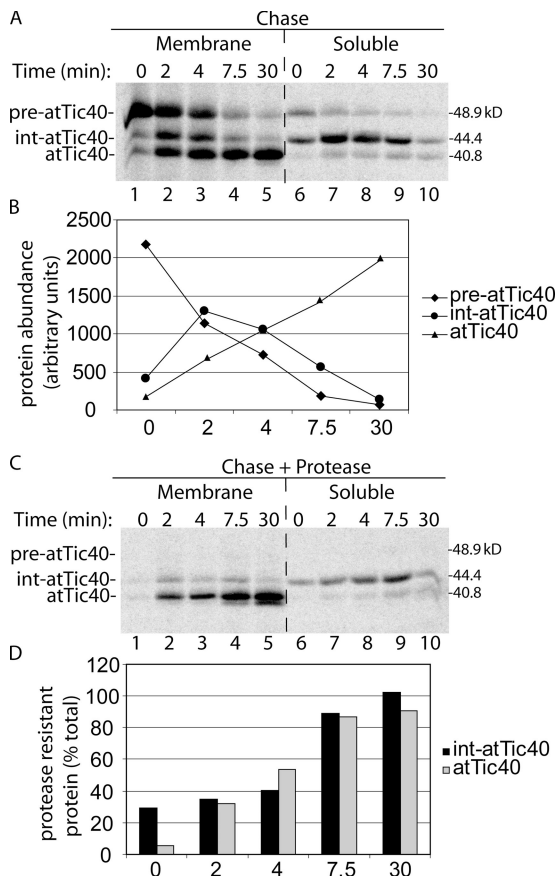 A
Chase
Membrane Soluble
Time (min): 0 2 4 7.5 30 0 2 4 7.5 30
pre-atTic40- -48.9 kD
int-atTic40- -44.4
atTic40- -40.8
1 2 3 4 5 6 7 8 9 10
B
protein abundance
(arbitrary units)
2500
2000
1500
1000
500
0
0 2 4 7.5 30
pre-atTic40
int-atTic40
atTic40
C
Chase + Protease
Membrane Soluble
Time (min): 0 2 4 7.5 30 0 2 4 7.5 30
pre-atTic40- -48.9 kD
int-atTic40- -44.4
atTic40- -40.8
1 2 3 4 5 6 7 8 9 10
D
protease resistant
protein (% total)
120
100
80
60
40
20
0
0 2 4 7.5 30
int-atTic40
atTic40